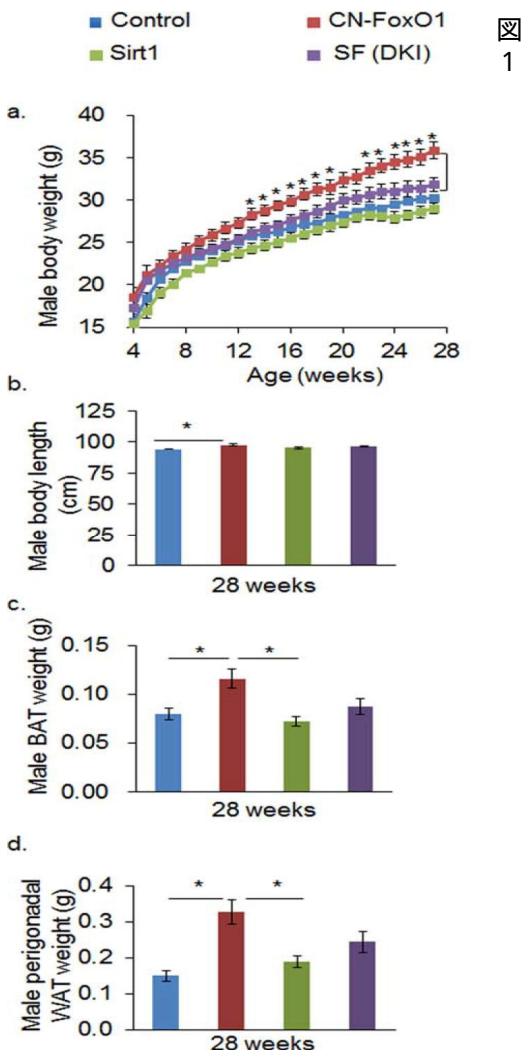 Control
CN-FoxO1
Sirt1
SF (DKI)
図
1
a.
Male body weight (g)
40
35
30
25
20
15
* * * * * * * * * * * * *
4 8 12 16 20 24 28
Age (weeks)
b.
Male body length
(cm)
125
100
75
50
25
0
*
28 weeks
c.
Male BAT weight (g)
0.15
0.10
0.05
0.00
* *
28 weeks
d.
Male perigonadal
WAT weight (g)
0.4
0.3
0.2
0.1
0.0
* *
28 weeks